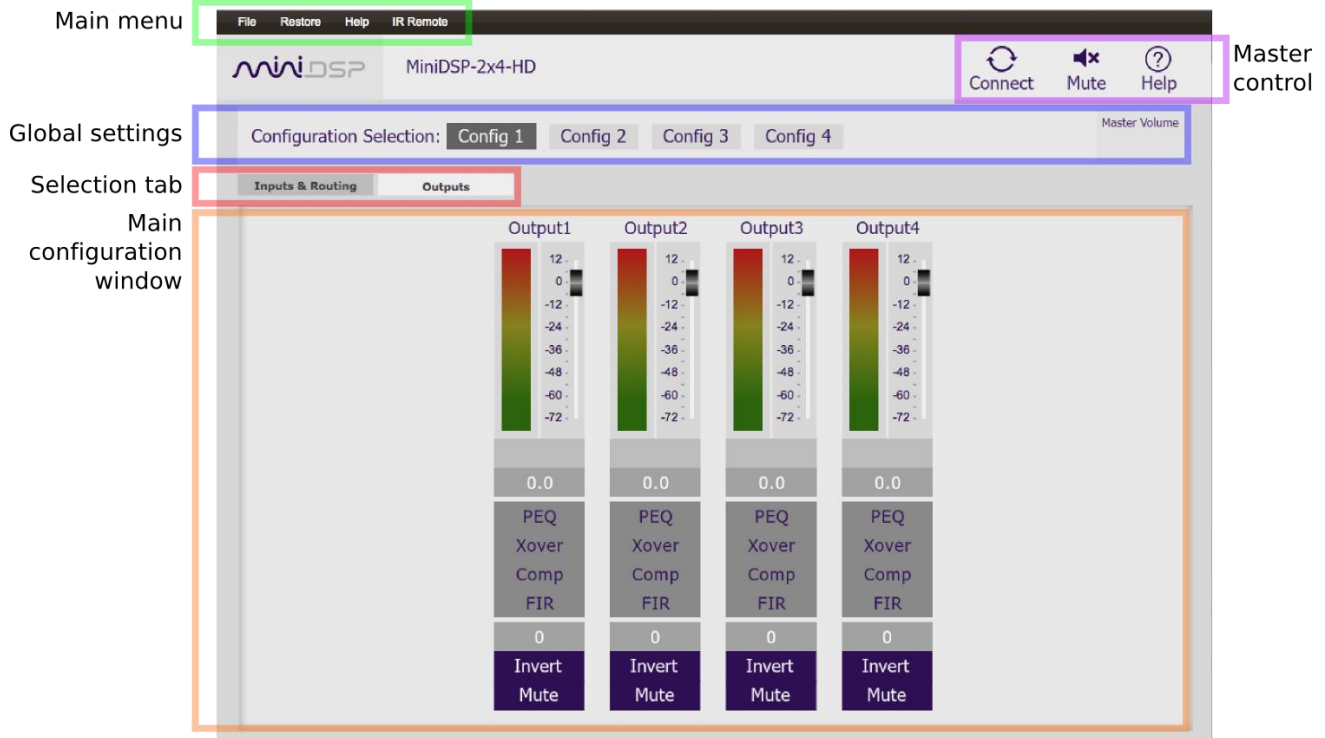 Main menu
File Restore Help IR Remote
miniDSP
MiniDSP-2x4-HD
Connect Mute Help
Master
control
Global settings
Configuration Selection: Config 1 Config 2 Config 3 Config 4
Master Volume
Selection tab
Inputs & Routing Outputs
Main
configuration
window
Output1 Output2 Output3 Output4
12 12 12 12
0 0 0 0
-12 -12 -12 -12
-24 -24 -24 -24
-36 -36 -36 -36
-48 -48 -48 -48
-60 -60 -60 -60
-72 -72 -72 -72
0.0 0.0 0.0 0.0
PEQ PEQ PEQ PEQ
Xover Xover Xover Xover
Comp Comp Comp Comp
FIR FIR FIR FIR
0 0 0 0
Invert Invert Invert Invert
Mute Mute Mute Mute